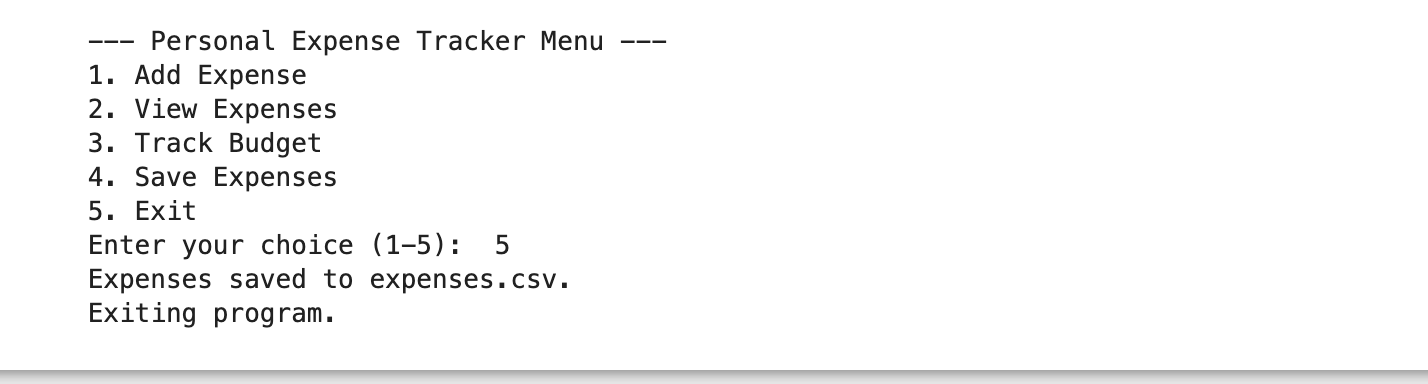 --- Personal Expense Tracker Menu ---
1. Add Expense
2. View Expenses
3. Track Budget
4. Save Expenses
5. Exit
Enter your choice (1-5):  5
Expenses saved to expenses.csv.
Exiting program.